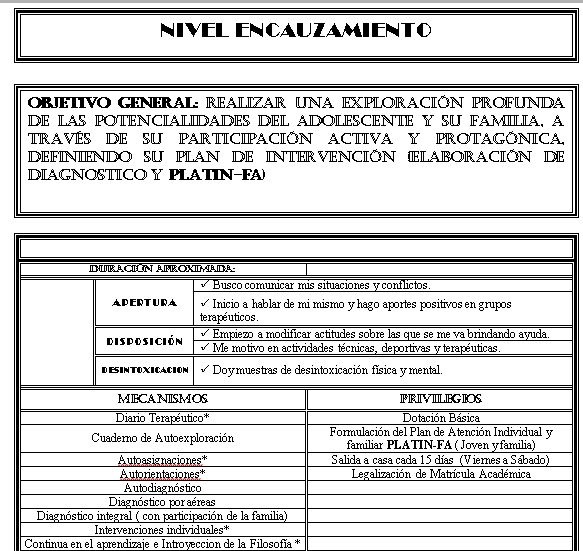 NIVEL ENCAUZAMIENTO
OBJETIVO GENERAL: REALIZAR UNA EXPLORACIÓN PROFUNDA
DE LAS POTENCIALIDADES DEL ADOLESCENTE Y SU FAMILIA, A
TRAVÉS DE SU PARTICIPACIÓN ACTIVA Y PROTAGÓNICA,
DEFINIENDO SU PLAN DE INTERVENCIÓN (ELABORACIÓN DE
DIAGNOSTICO Y PLATIN-FA)
DURACIÓN APROXIMADA:
APERTURA
✓ Busco comunicar mis situaciones y conflictos.
✓ Inicio a hablar de mi mismo y hago aportes positivos en grupos
terapéuticos.
DISPOSICIÓN
✓ Empiezo a modificar actitudes sobre las que se me va brindando ayuda.
✓ Me motivo en actividades técnicas, deportivas y terapéuticas.
DESINTOXICACION
✓ Doy muestras de desintoxicación física y mental.
MECANISMOS PRIVILEGIOS
Diario Terapéutico* Dotación Básica
Cuaderno de Autoexploración Formulación del Plan de Atención Individual y
familiar PLATIN-FA ( Joven y familia)
Autoasignaciones* Salida a casa cada 15 días (Viernes a Sábado)
Autorientaciones* Legalización de Matrícula Académica
Autodiagnóstico
Diagnóstico por aéreas
Diagnóstico integral ( con participación de la familia)
Intervenciones individuales*
Continua en el aprendizaje e Introyeccion de la Filosofía *